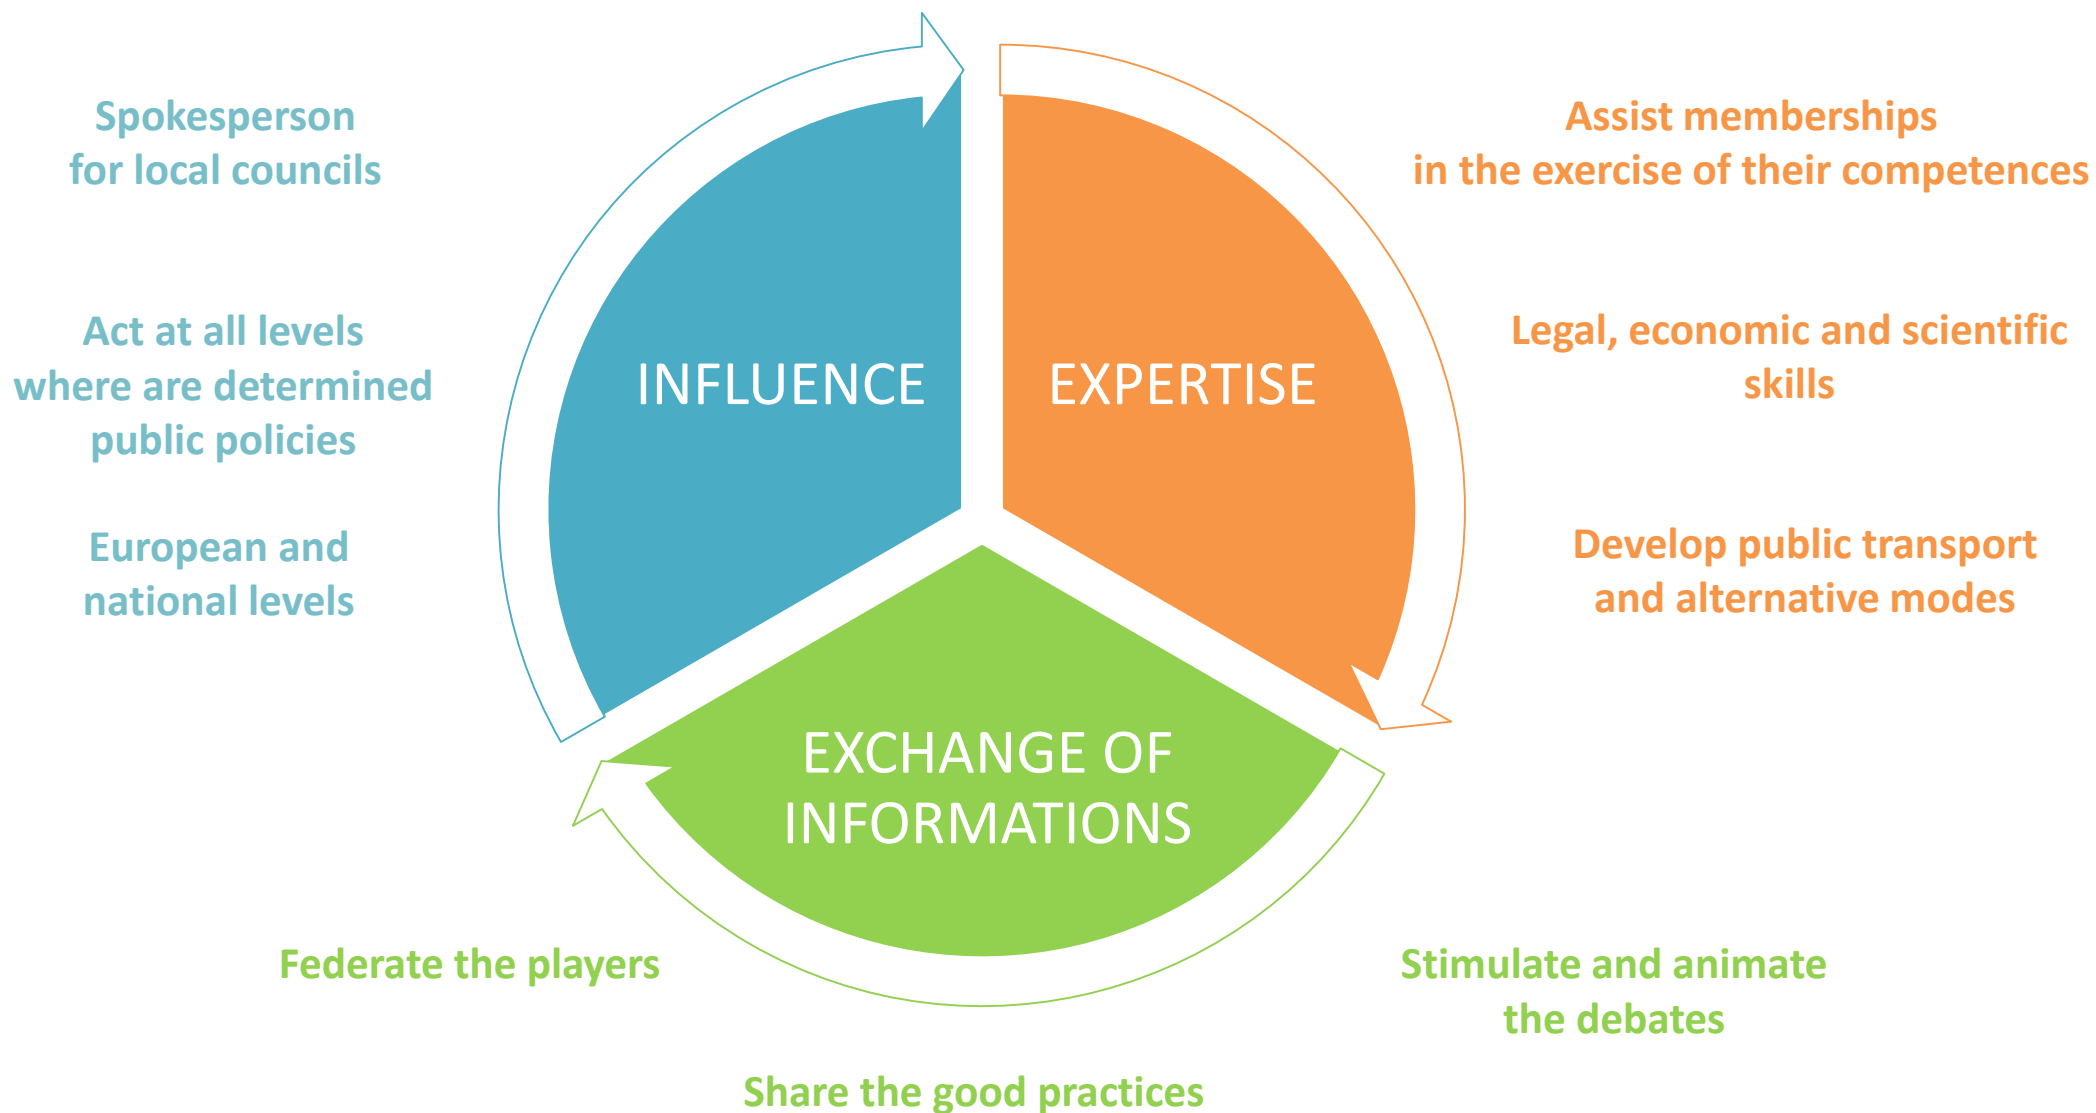 Spokesperson
for local councils
Act at all levels
where are determined
public policies
European and
national levels
INFLUENCE
EXPERTISE
Assist memberships
in the exercise of their competences
Legal, economic and scientific
skills
Develop public transport
and alternative modes
EXCHANGE OF
INFORMATIONS
Federate the players
Stimulate and animate
the debates
Share the good practices